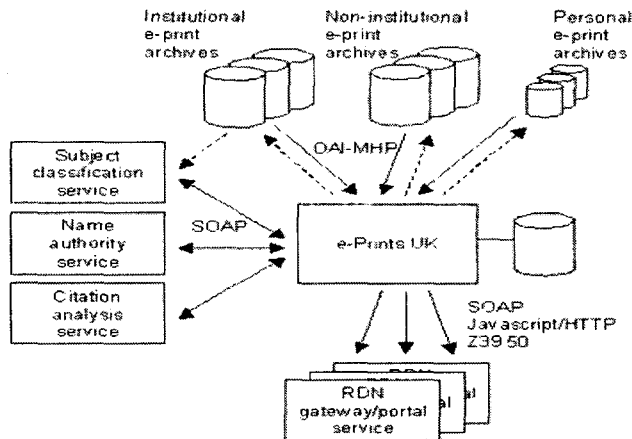 Institutional
e-print
archives
Non-institutional
e-print archives
Personal
e-print
archives
OAI-MHP
Subject
classification
service
Name
authority
service
Citation
analysis
service
SOAP
e-Prints UK
SOAP
Javascript/HTTP
Z39 50
RDN
gateway/portal
service